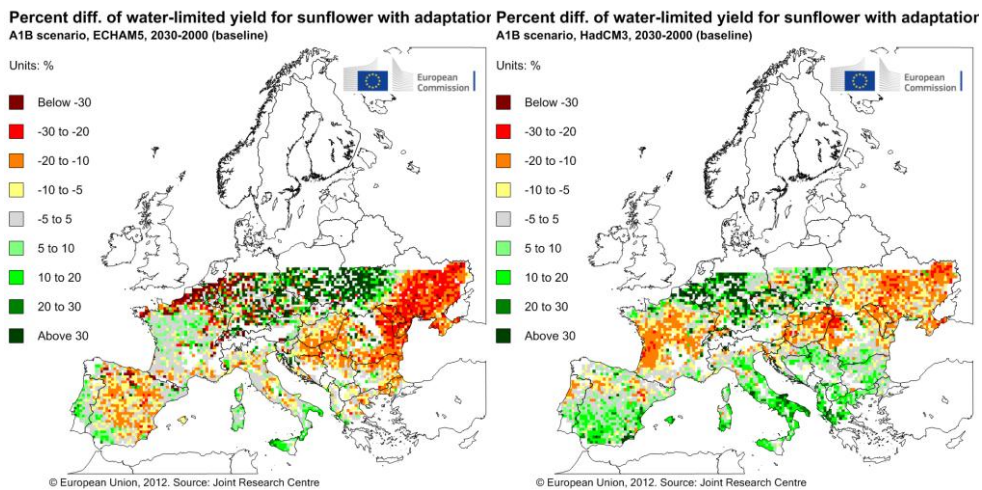 Percent diff. of water-limited yield for sunflower with adaptation
A1B scenario, ECHAM5, 2030-2000 (baseline)
Units: %
Below -30
-30 to -20
-20 to -10
-10 to -5
-5 to 5
5 to 10
10 to 20
20 to 30
Above 30
European
Commission
© European Union, 2012. Source: Joint Research Centre
Percent diff. of water-limited yield for sunflower with adaptation
A1B scenario, HadCM3, 2030-2000 (baseline)
Units: %
Below -30
-30 to -20
-20 to -10
-10 to -5
-5 to 5
5 to 10
10 to 20
20 to 30
Above 30
European
Commission
© European Union, 2012. Source: Joint Research Centre